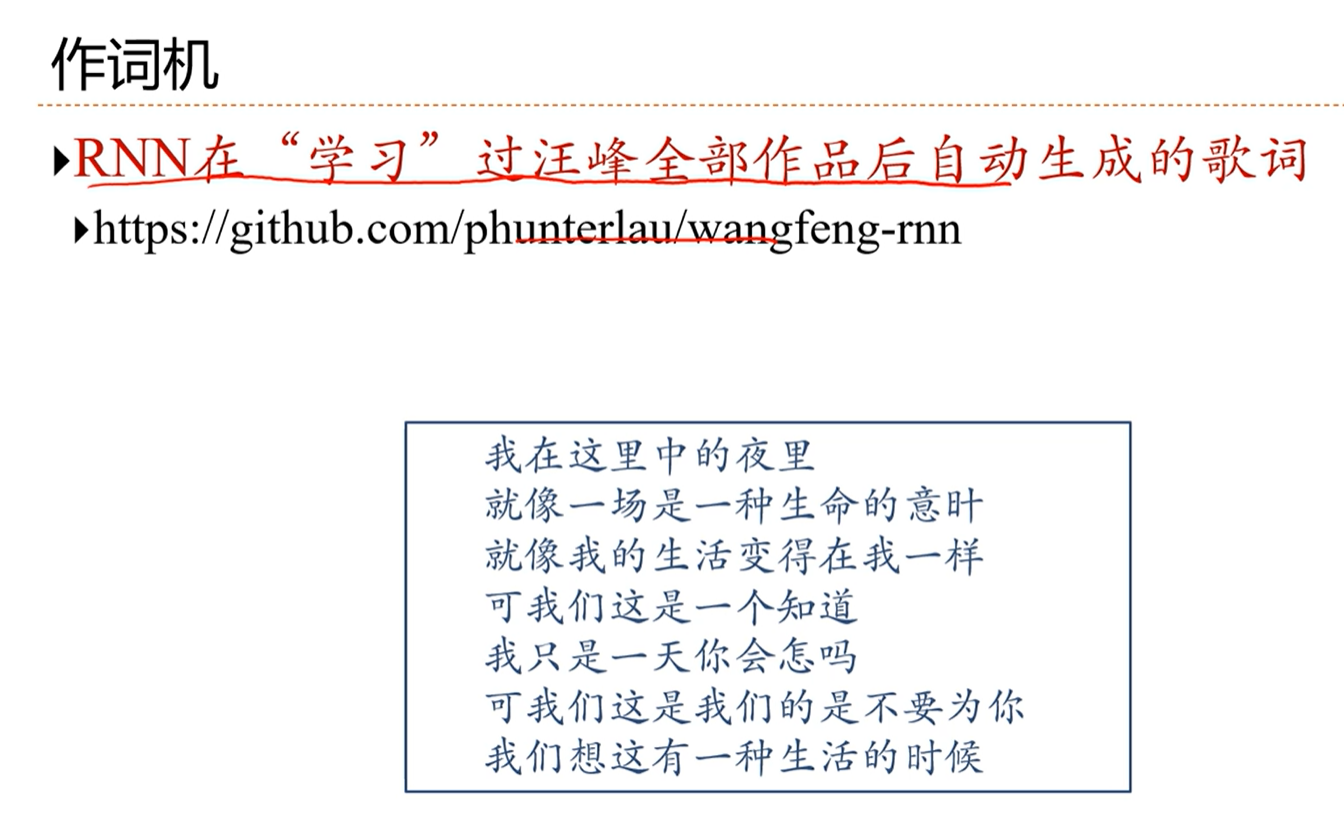 作词机
RNN在“学习”过汪峰全部作品后自动生成的歌词
https://github.com/phunterlau/wangfeng-rnn
我在这里中的夜里
就像一场是一种生命的意旪
就像我的生活变得在我一样
可我们这是一个知道
我只是一天你会怎吗
可我们这是我们的是不要为你
我们想这有一种生活的时候